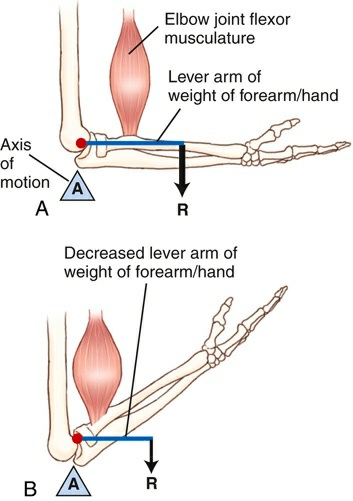 Elbow joint flexor
musculature
Lever arm of
weight of forearm/hand
Axis
of
motion
A
A
R
Decreased lever arm of
weight of forearm/hand
R
B
A